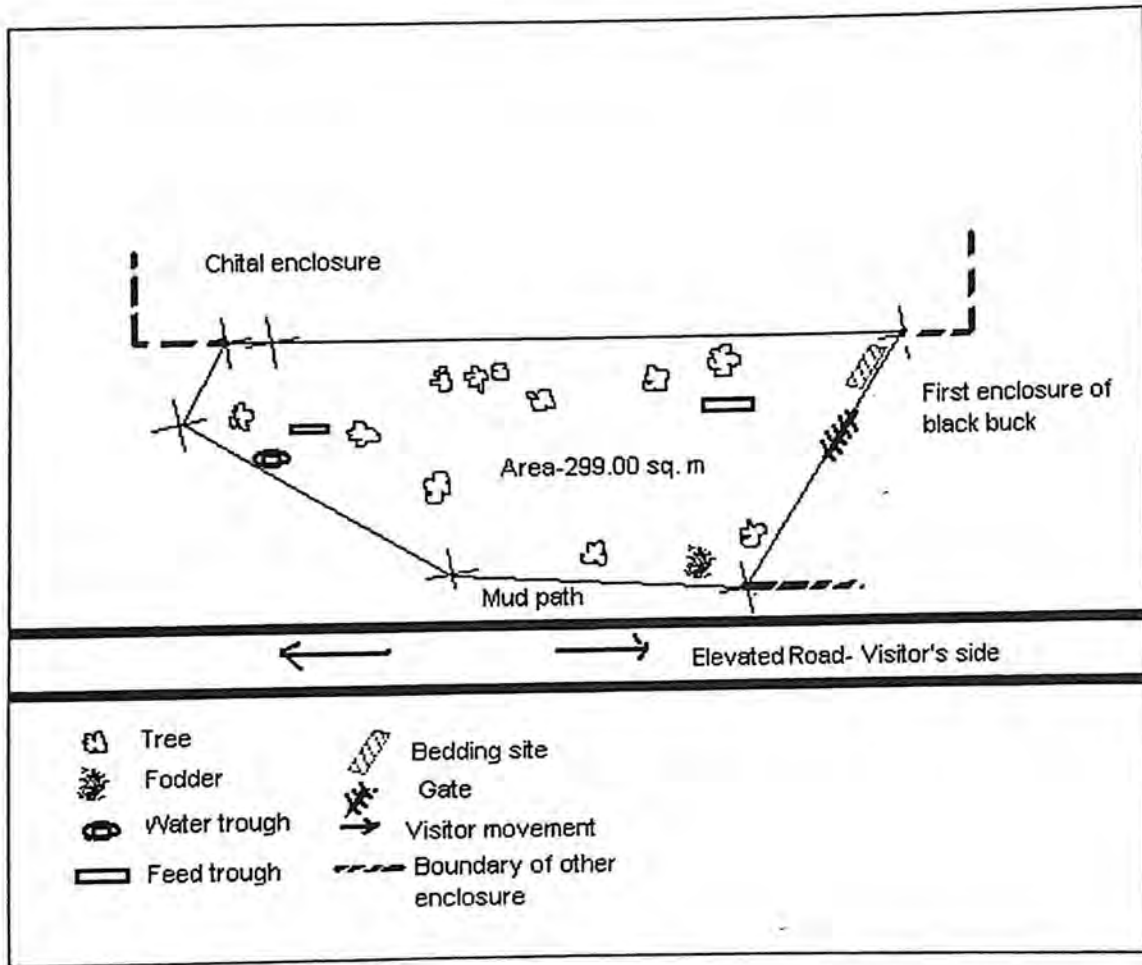 Chital enclosure
First enclosure of
black buck
Area-299.00 sq. m
Mud path
Elevated Road- Visitor's side
Tree
Fodder
Water trough
Feed trough
Bedding site
Gate
Visitor movement
Boundary of other
enclosure